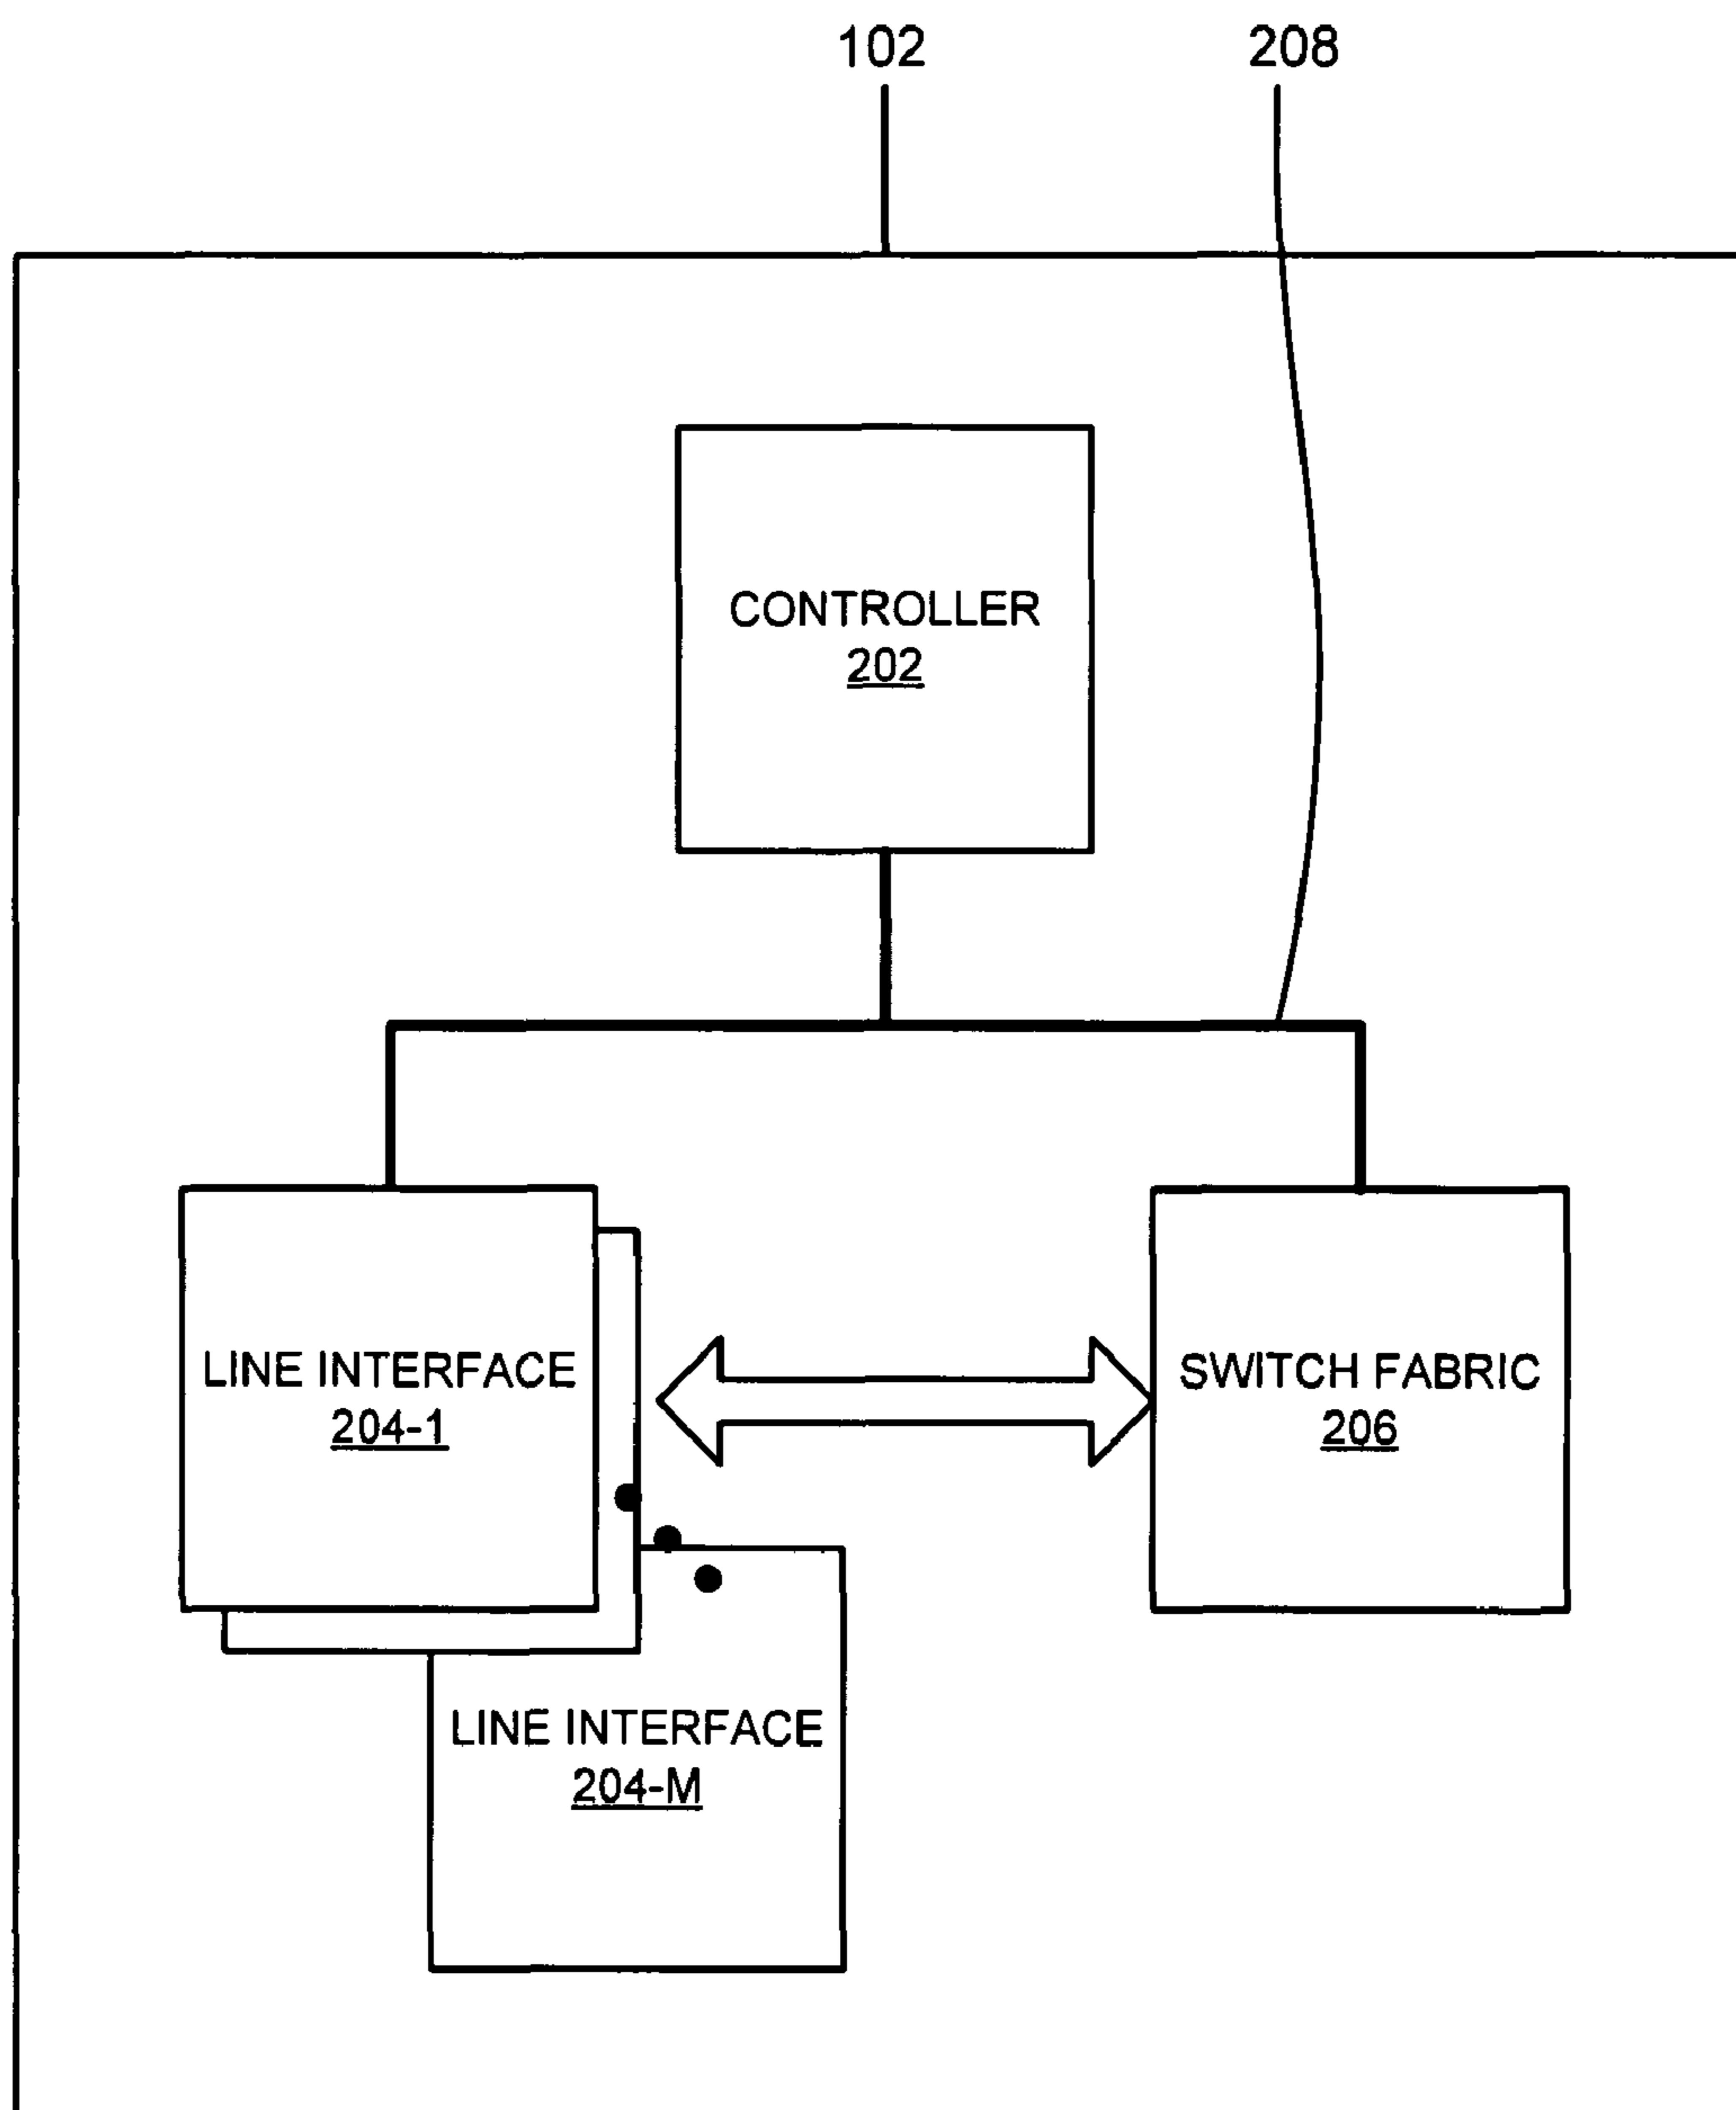 102
208
CONTROLLER
202
LINE INTERFACE
204-1
SWITCH FABRIC
206
LINE INTERFACE
204-M